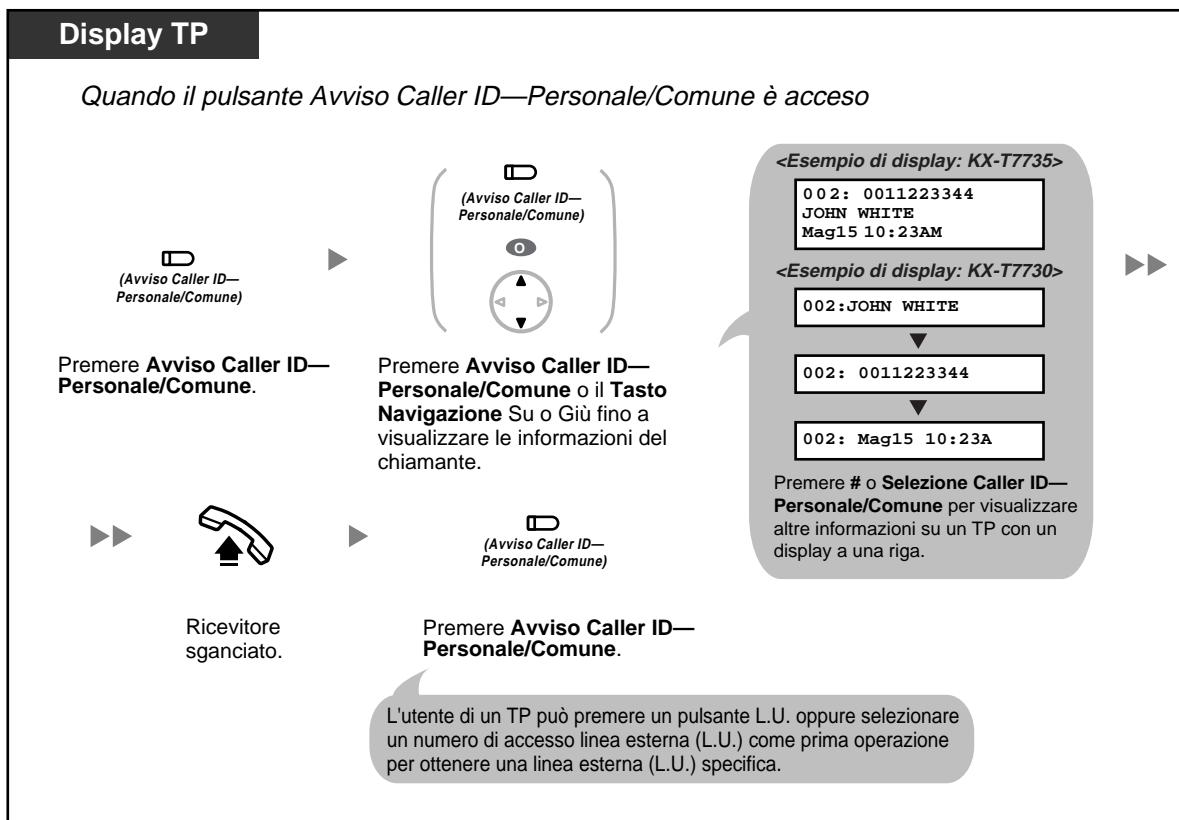 Display TP
Quando il pulsante Avviso Caller ID—Personale/Comune è acceso
(Avviso Caller ID—
Personale/Comune)
Premere Avviso Caller ID—
Personale/Comune.
(Avviso Caller ID—
Personale/Comune)
O
Premere Avviso Caller ID—
Personale/Comune o il Tasto
Navigazione Su o Giù fino a
visualizzare le informazioni del
chiamante.
<Esempio di display: KX-T7735>
002: 0011223344
JOHN WHITE
Mag15 10:23AM
<Esempio di display: KX-T7730>
002:JOHN WHITE
002: 0011223344
002: Mag15 10:23A
Premere # o Selezione Caller ID—
Personale/Comune per visualizzare
altre informazioni su un TP con un
display a una riga.
Ricevitore
sganciato.
(Avviso Caller ID—
Personale/Comune)
Premere Avviso Caller ID—
Personale/Comune.
L'utente di un TP può premere un pulsante L.U. oppure selezionare
un numero di accesso linea esterna (L.U.) come prima operazione
per ottenere una linea esterna (L.U.) specifica.